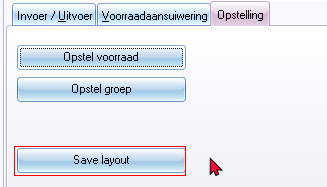 Invoer / Uitvoer Voorraadaansuiwering Opstelling
Opstel voorraad
Opstel groep
Save layout